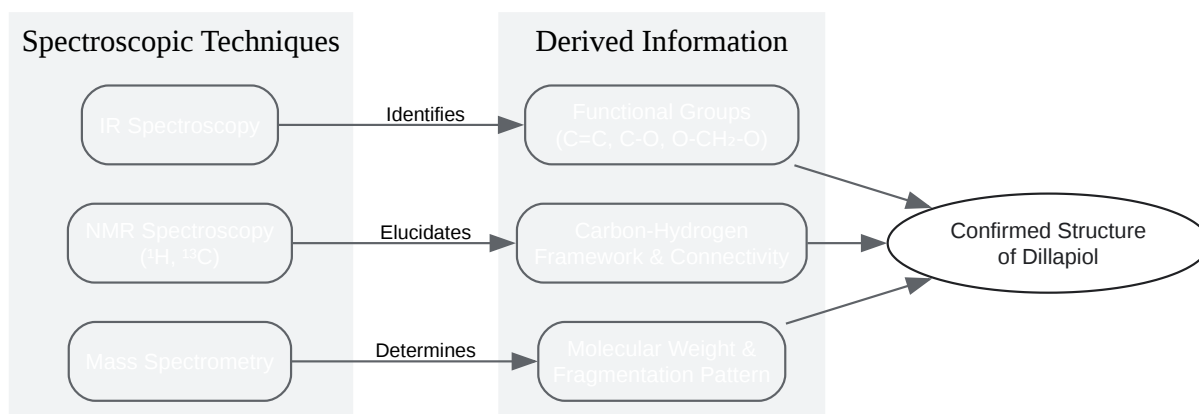 Spectroscopic Techniques
Derived Information
IR Spectroscopy
Identifies
Functional Groups
(C=C, C-O, O-CH₂-O)
NMR Spectroscopy
(¹H, ¹³C)
Elucidates
Carbon-Hydrogen
Framework & Connectivity
Confirmed Structure
of Dillapiol
Mass Spectrometry
Determines
Molecular Weight &
Fragmentation Pattern